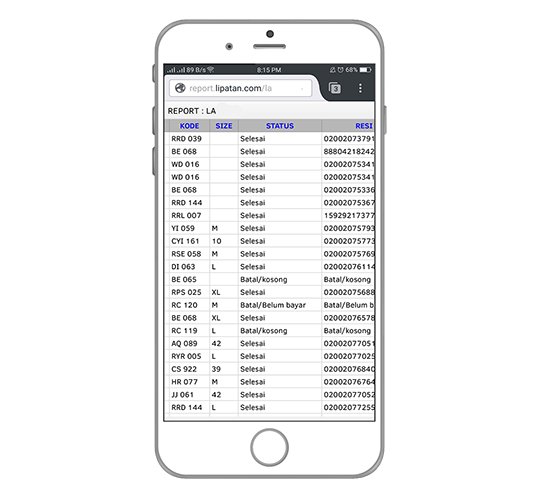 89 B/s 8:15 PM 68%
report.lipatan.com/la 3
REPORT : LA
KODE SIZE STATUS RESI
RRD 039 Selesai 02002073791
BE 068 Selesai 88804218242
WD 016 Selesai 02002075341
WD 016 Selesai 02002075341
BE 068 Selesai 02002075336
RRD 144 Selesai 02002075367
RRL 007 Selesai 15929217377
YI 059 M Selesai 02002075793
CYI 161 10 Selesai 02002075773
RSE 058 M Selesai 02002075769
DI 063 L Selesai 02002076114
BE 065 Batal/kosong Batal/kosong
RPS 025 XL Selesai 02002075688
RC 120 M Batal/Belum bayar Batal/Belum b
BE 068 XL Selesai 02002076578
RC 119 L Batal/kosong Batal/kosong
AQ 089 42 Selesai 02002077051
RYR 005 L Selesai 02002077025
CS 922 39 Selesai 02002076840
HR 077 M Selesai 02002076764
JJ 061 42 Selesai 02002077052
RRD 144 L Selesai 02002077255